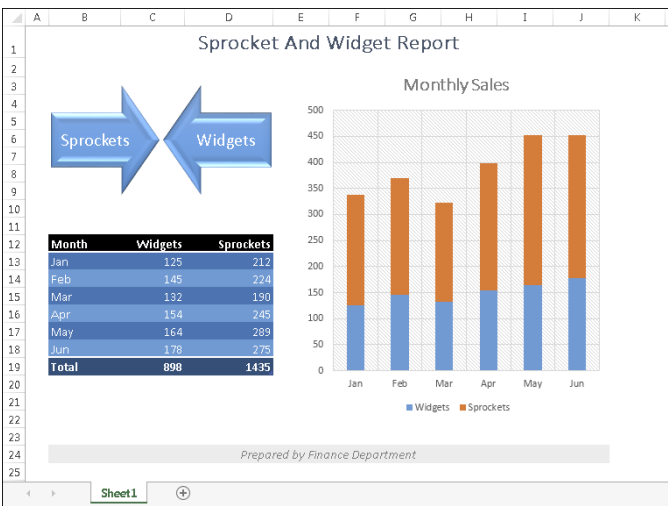 A B C D E F G H I J K
1 Sprocket And Widget Report
2
3 Monthly Sales
4
5
6 Sprockets Widgets
7
8
9
10
11
12 Month Widgets Sprockets
13 Jan 125 212
14 Feb 145 224
15 Mar 132 190
16 Apr 154 245
17 May 164 289
18 Jun 178 275
19 Total 898 1435
20
21
22
23
24 Prepared by Finance Department
25
500
450
400
350
300
250
200
150
100
50
0
Jan Feb Mar Apr May Jun
Widgets Sprockets
Sheet1